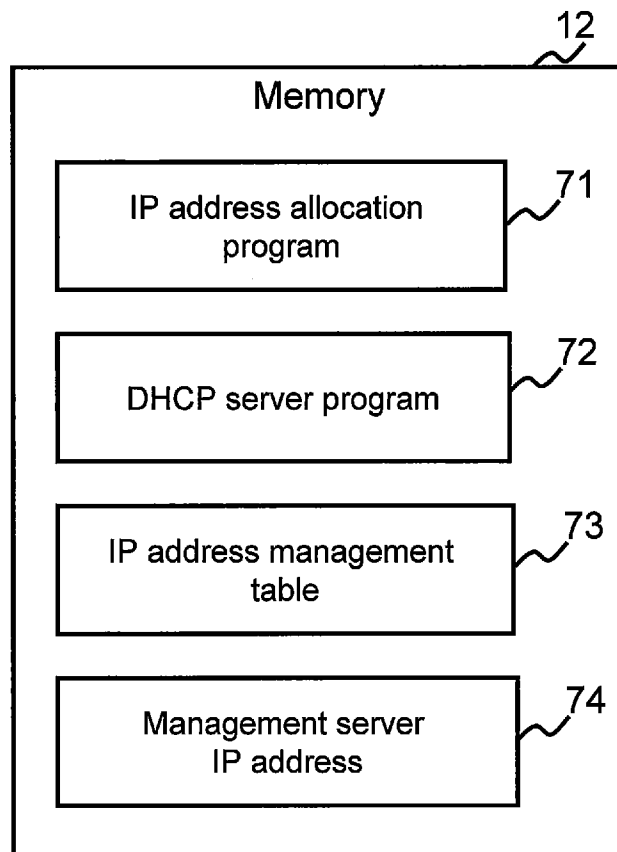 12
Memory
IP address allocation
program
71
DHCP server program
72
IP address management
table
73
Management server
IP address
74